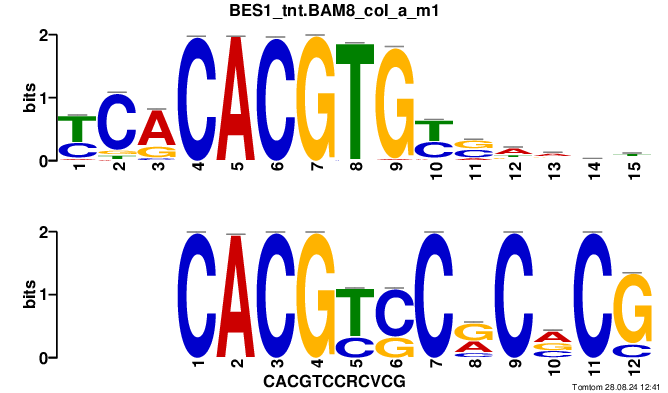 BES1_tnt.BAM8_col_a_m1
bits
2
1
0
1 2 3 4 5 6 7 8 9 10 11 12 13 14 15
bits
2
1
0
1 2 3 4 5 6 7 8 9 10 11 12
CACGTCCRCVCG
Tomtom 28.08.24 12:41